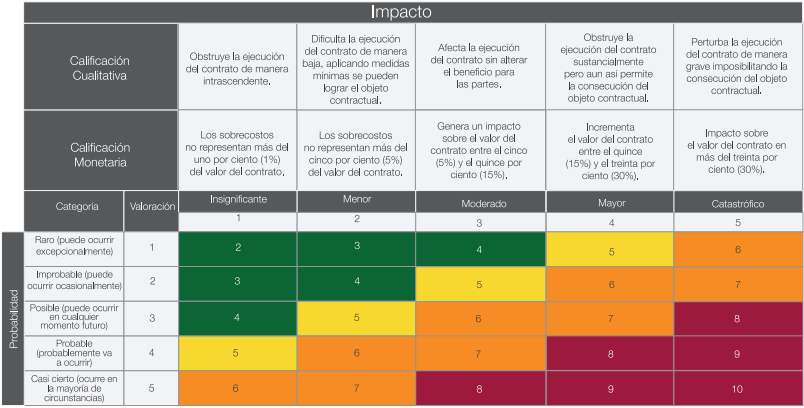 Impacto
Calificación
Cualitativa
Obstruye la ejecución
del contrato de manera
intrascendente.
Dificulta la ejecución
del contrato de manera
baja, aplicando medidas
mínimas se pueden
lograr el objeto
contractual.
Afecta la ejecución
del contrato sin alterar
el beneficio para
las partes.
Obstruye la
ejecución del contrato
sustancialmente
pero aun así permite
la consecución del
objeto contractual.
Perturba la ejecución
del contrato de manera
grave imposibilitando la
consecución del objeto
contractual.
Calificación
Monetaria
Los sobrecostos
no representan más del
uno por ciento (1%)
del valor del contrato.
Los sobrecostos
no representan más del
cinco por ciento (5%)
del valor del contrato.
Genera un impacto
sobre el valor del
contrato entre el cinco
(5%) y el quince por
ciento (15%).
Incrementa
el valor del contrato
entre el quince
(15%) y el treinta por
ciento (30%).
Impacto sobre
el valor del contrato en
más del treinta por
ciento (30%).
Categoría
Valoración
Insignificante
Menor
Moderado
Mayor
Catastrófico
1
2
3
4
5
Probabilidad
Raro (puede ocurrir
excepcionalmente)
1
2
3
4
5
6
Improbable (puede
ocurrir ocasionalmente)
2
3
4
5
6
7
Posible (puede ocurrir
en cualquier
momento futuro)
3
4
5
6
7
8
Probable
(probablemente va
a ocurrir)
4
5
6
7
8
9
Casi cierto (ocurre en
la mayoría de
circunstancias)
5
6
7
8
9
10